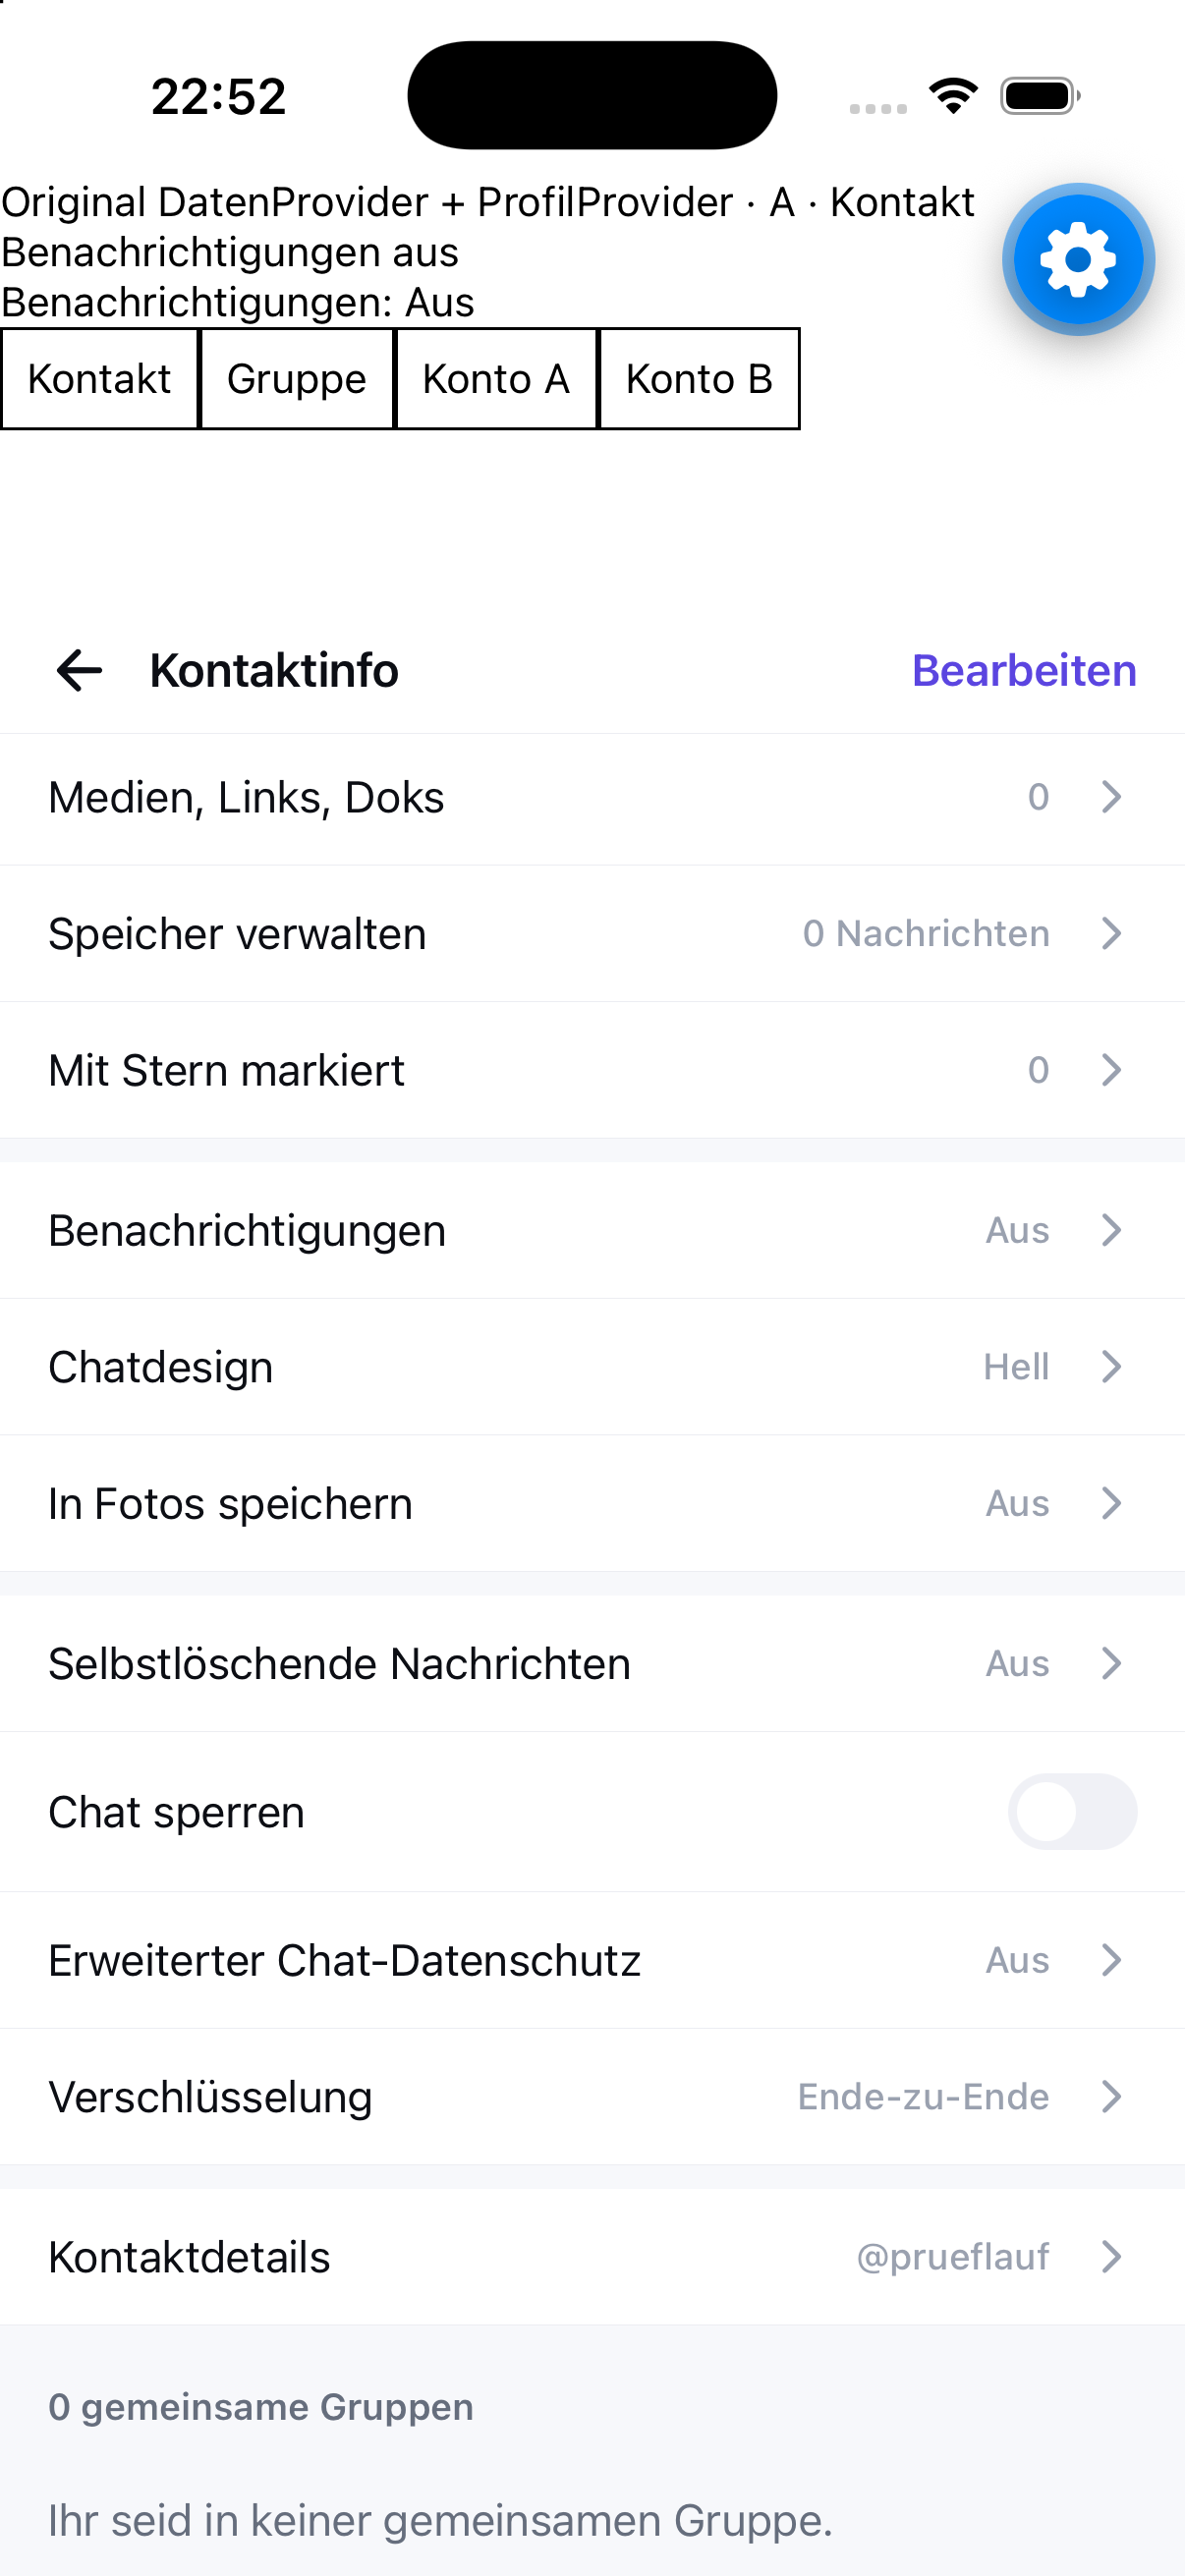 22:52
Original DatenProvider + ProfilProvider · A · Kontakt
Benachrichtigungen aus
Benachrichtigungen: Aus
Kontakt Gruppe Konto A Konto B
Kontaktinfo Bearbeiten
Medien, Links, Doks 0
Speicher verwalten 0 Nachrichten
Mit Stern markiert 0
Benachrichtigungen Aus
Chatdesign Hell
In Fotos speichern Aus
Selbstlöschende Nachrichten Aus
Chat sperren
Erweiterter Chat-Datenschutz Aus
Verschlüsselung Ende-zu-Ende
Kontaktdetails @prueflauf
0 gemeinsame Gruppen
Ihr seid in keiner gemeinsamen Gruppe.